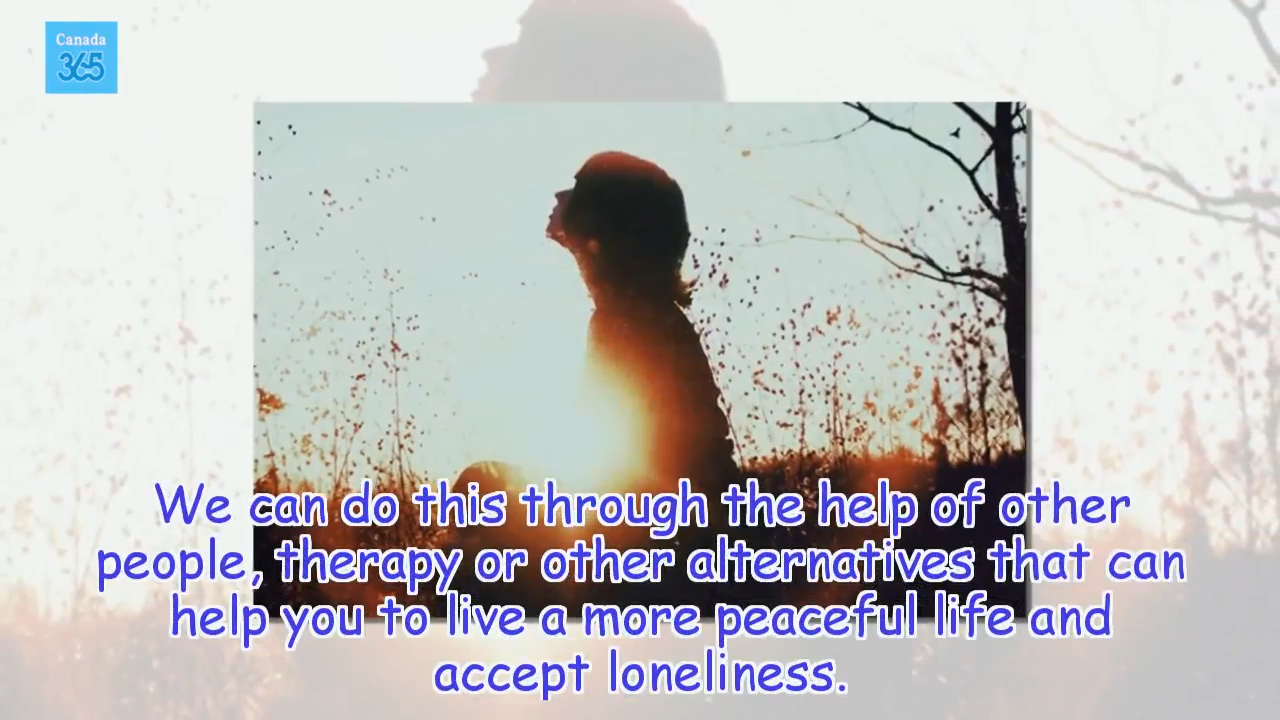 Canada
365
We can do this through the help of other
people, therapy or other alternatives that can
help you to live a more peaceful life and
accept loneliness.